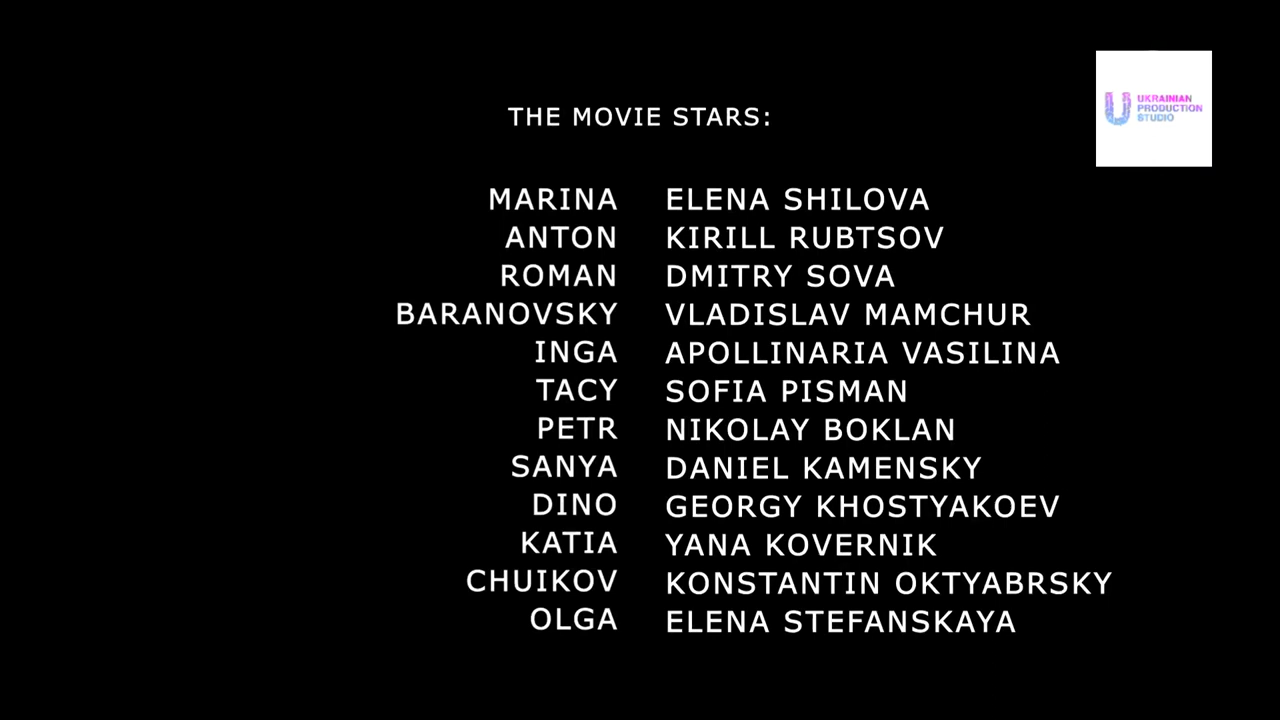 UKRAINIAN
PRODUCTION
STUDIO
THE MOVIE STARS:
MARINA ELENA SHILOVA
ANTON KIRILL RUBTSOV
ROMAN DMITRY SOVA
BARANOVSKY VLADISLAV MAMCHUR
INGA APOLLINARIA VASILINA
TACY SOFIA PISMAN
PETR NIKOLAY BOKLAN
SANYA DANIEL KAMENSKY
DINO GEORGY KHOSTYAKOEV
KATIA YANA KOVERNIK
CHUIKOV KONSTANTIN OKTYABRSKY
OLGA ELENA STEFANSKAYA